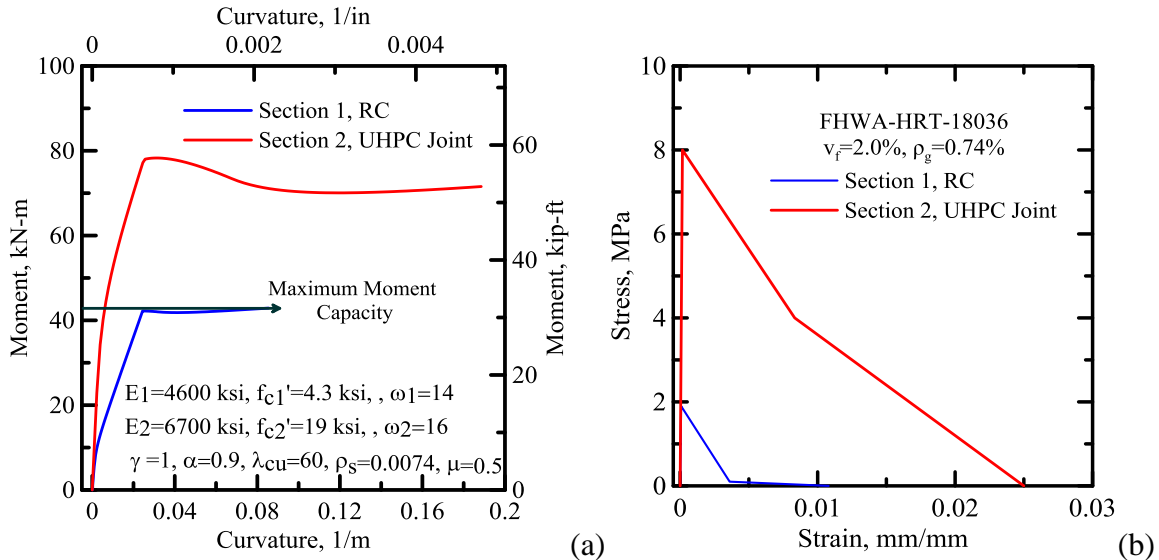 Curvature, 1/in
0 0.002 0.004
100
80
60
40
20
0
Moment, kN-m
Section 1, RC
Section 2, UHPC Joint
Maximum Moment
Capacity
E1=4600 ksi, fc1'=4.3 ksi, , ω1=14
E2=6700 ksi, fc2'=19 ksi, , ω2=16
γ =1, α=0.9, λcu=60, ρs=0.0074, μ=0.5
60
40
20
0
Moment, kip-ft
0 0.04 0.08 0.12 0.16 0.2
Curvature, 1/m
(a)
10
8
6
4
2
0
Stress, MPa
FHWA-HRT-18036
vf=2.0%, ρg=0.74%
Section 1, RC
Section 2, UHPC Joint
0 0.01 0.02 0.03
Strain, mm/mm
(b)